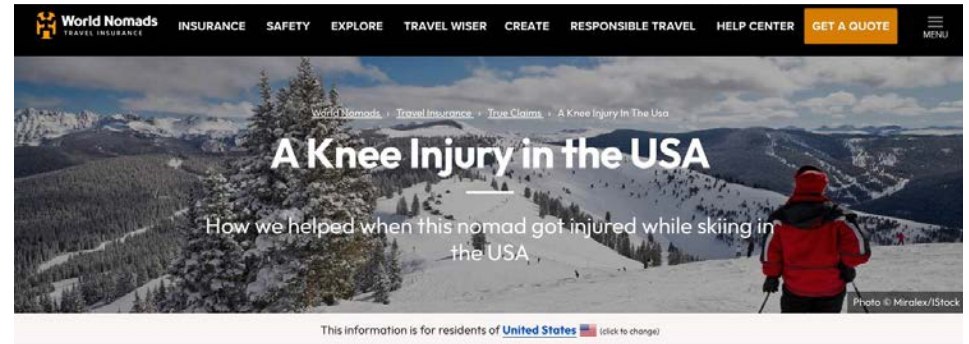 World Nomads
TRAVEL INSURANCE
INSURANCE SAFETY EXPLORE TRAVEL WISER CREATE RESPONSIBLE TRAVEL HELP CENTER GET A QUOTE
MENU
World Nomads › Travel Insurance › True Claims › A Knee Injury In The Usa
A Knee Injury in the USA
How we helped when this nomad got injured while skiing in
the USA
Photo © Miralex/IStock
This information is for residents of United States (click to change)